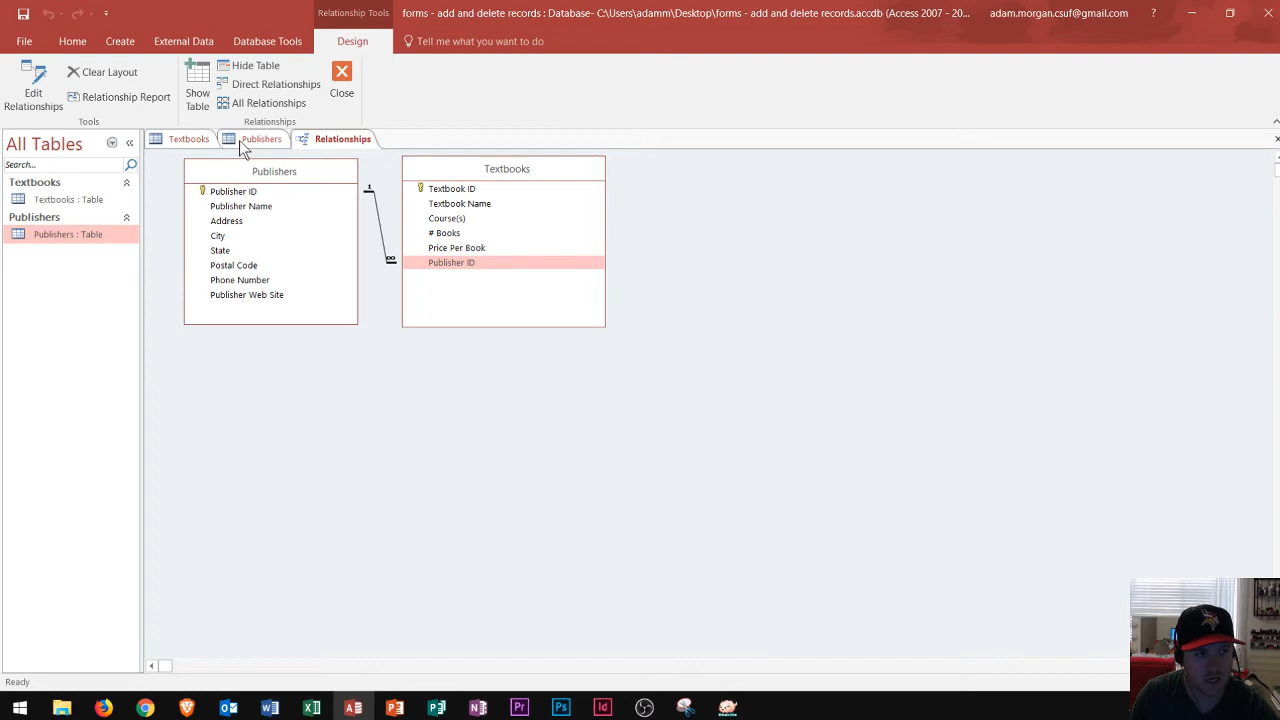 Relationship Tools
forms - add and delete records : Database- C:\Users\adamm\Desktop\forms - add and delete records.accdb (Access 2007 - 20...
adam.morgan.csuf@gmail.com
?
File
Home
Create
External Data
Database Tools
Design
Tell me what you want to do
Edit Relationships
Clear Layout
Relationship Report
Tools
Show Table
Hide Table
Direct Relationships
All Relationships
Relationships
Close
All Tables
Search...
Textbooks
Textbooks : Table
Publishers
Publishers : Table
Textbooks
Publishers
Relationships
Publishers
Publisher ID
Publisher Name
Address
City
State
Postal Code
Phone Number
Publisher Web Site
1
∞
Textbooks
Textbook ID
Textbook Name
Course(s)
# Books
Price Per Book
Publisher ID
Ready